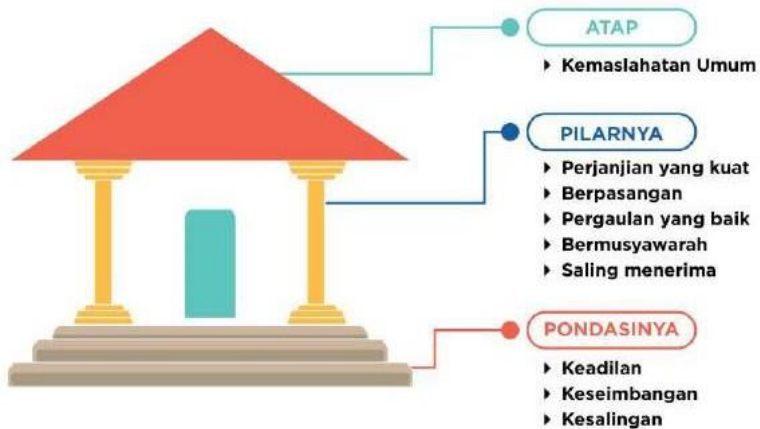 ATAP
Kemaslahatan Umum
PILARNYA
Perjanjian yang kuat
Berpasangan
Pergaulan yang baik
Bermusyawarah
Saling menerima
PONDASINYA
Keadilan
Keseimbangan
Kesalingan